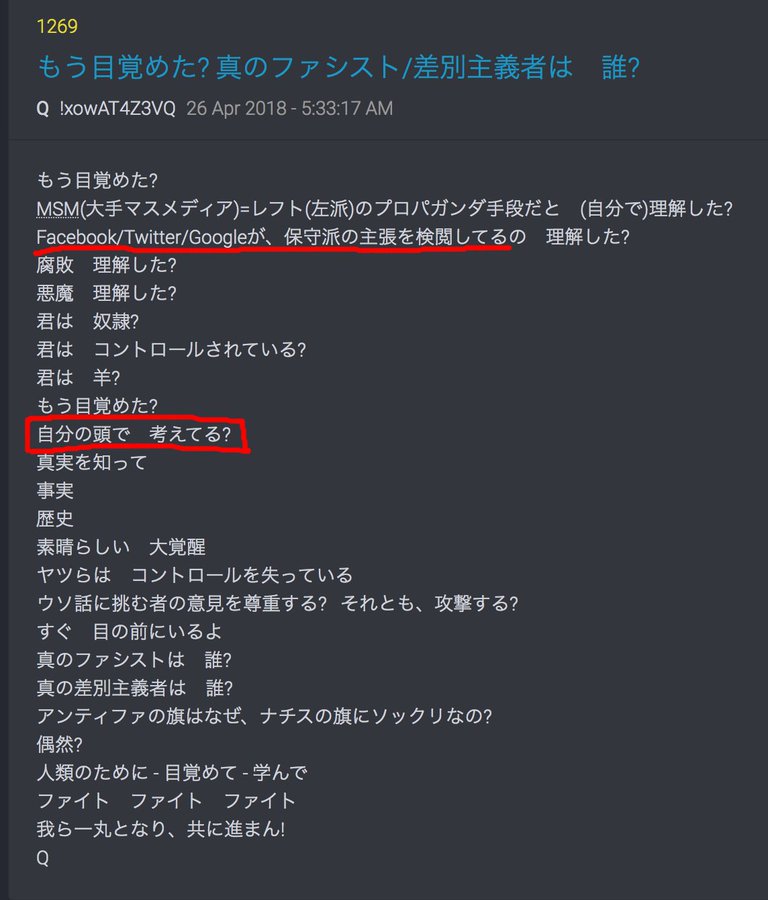 1269
もう目覚めた? 真のファシスト/差別主義者は　誰?
Q !xowAT4Z3VQ 26 Apr 2018 - 5:33:17 AM
もう目覚めた?
MSM(大手マスメディア)=レフト(左派)のプロパガンダ手段だと　(自分で)理解した?
Facebook/Twitter/Googleが、保守派の主張を検閲してるの　理解した?
腐敗　理解した?
悪魔　理解した?
君は　奴隷?
君は　コントロールされている?
君は　羊?
もう目覚めた?
自分の頭で　考えてる?
真実を知って
事実
歴史
素晴らしい　大覚醒
ヤツらは　コントロールを失っている
ウソ話に挑む者の意見を尊重する?　それとも、攻撃する?
すぐ　目の前にいるよ
真のファシストは　誰?
真の差別主義者は　誰?
アンティファの旗はなぜ、ナチスの旗にソックリなの?
偶然?
人類のために - 目覚めて - 学んで
ファイト　ファイト　ファイト
我ら一丸となり、共に進まん!
Q